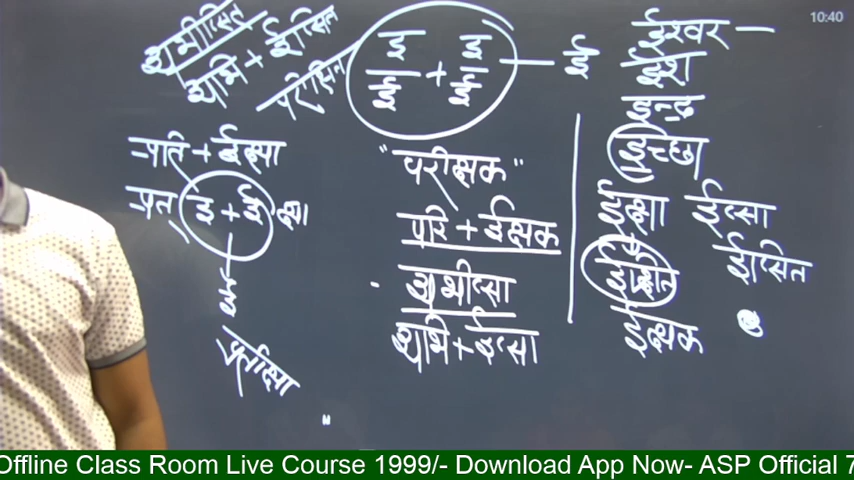 10:40
अभीप्सित
अभि + ईप्सित
परीक्षित
इ + इ — ई
ई ई
ईश्वर —
ईश
इन्द्र
इच्छा
ईक्षा ईप्सा
ईप्सित
ईक्षक
प्रति + ईक्षा
प्रत् इ + ई क्षा
ई
प्रतीक्षा
"परीक्षक"
परि + ईक्षक
अभीप्सा
अभि + ईप्सा
Offline Class Room Live Course 1999/- Download App Now- ASP Official 7